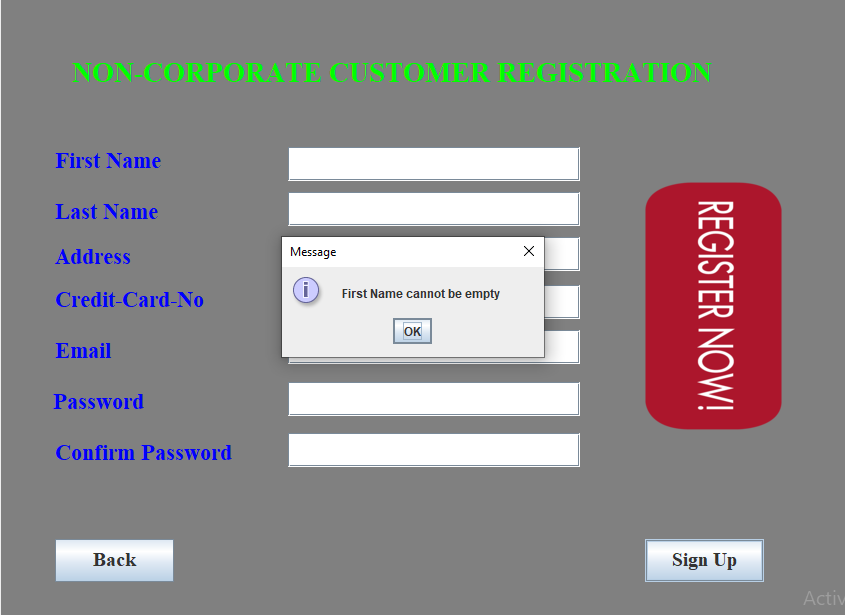 NON-CORPORATE CUSTOMER REGISTRATION
First Name
Last Name
Address
Credit-Card-No
Email
Password
Confirm Password
Message
First Name cannot be empty
OK
REGISTER NOW!
Back
Sign Up
Activ